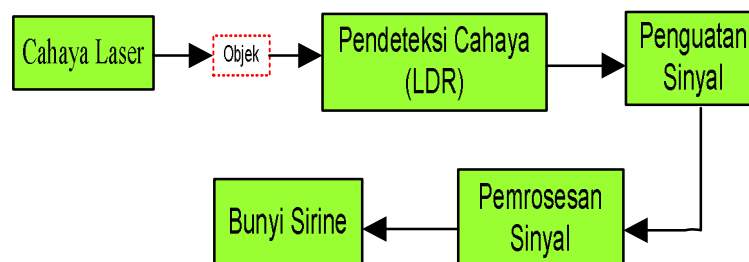 Cahaya Laser
Objek
Pendeteksi Cahaya
(LDR)
Penguatan
Sinyal
Pemrosesan
Sinyal
Bunyi Sirine